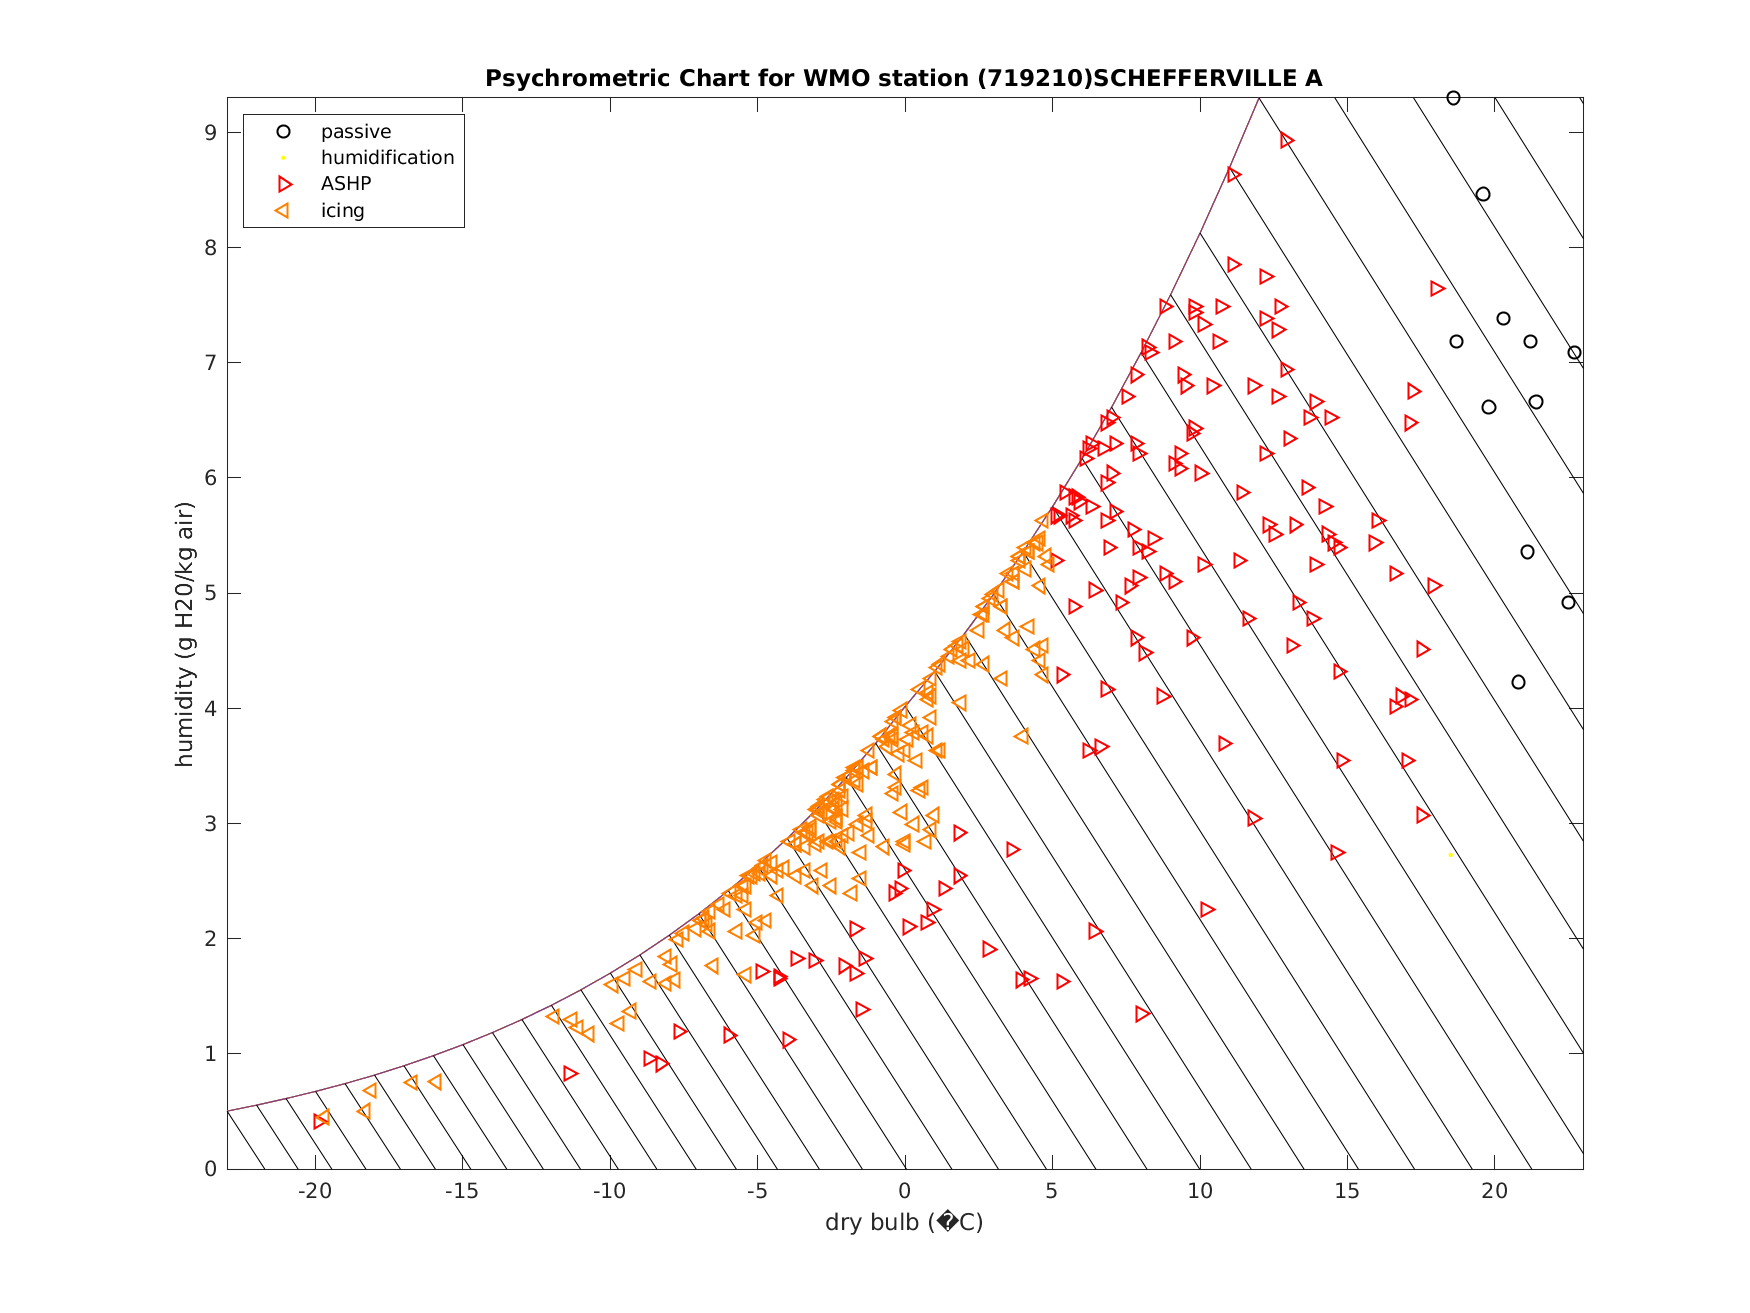 Psychrometric Chart for WMO station (719210)SCHEFFERVILLE A
passive
humidification
ASHP
icing
9
8
7
6
5
4
3
2
1
0
humidity (g H20/kg air)
-20 -15 -10 -5 0 5 10 15 20
dry bulb (�C)